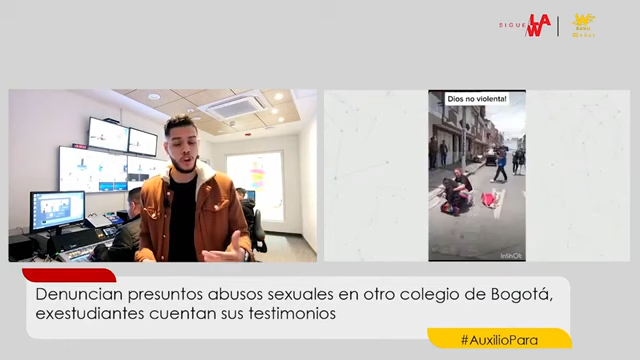 SIGUE LA W
Dios no violenta!
InShOt
Denuncian presuntos abusos sexuales en otro colegio de Bogotá,
exestudiantes cuentan sus testimonios
#AuxilioPara